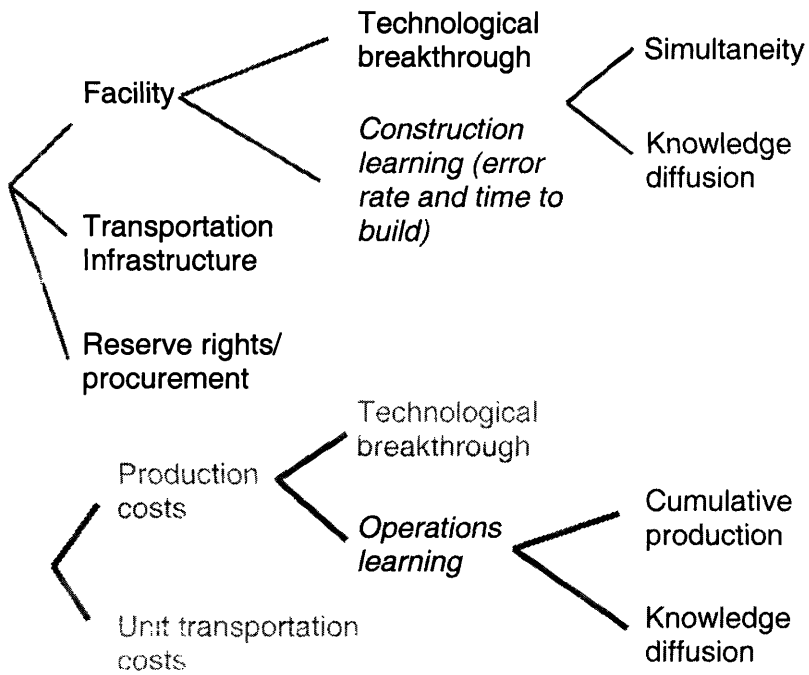 Technological
breakthrough
Simultaneity
Facility
Construction
learning (error
rate and time to
build)
Knowledge
diffusion
Transportation
Infrastructure
Reserve rights/
procurement
Technological
breakthrough
Production
costs
Operations
learning
Cumulative
production
Unit transportation
costs
Knowledge
diffusion